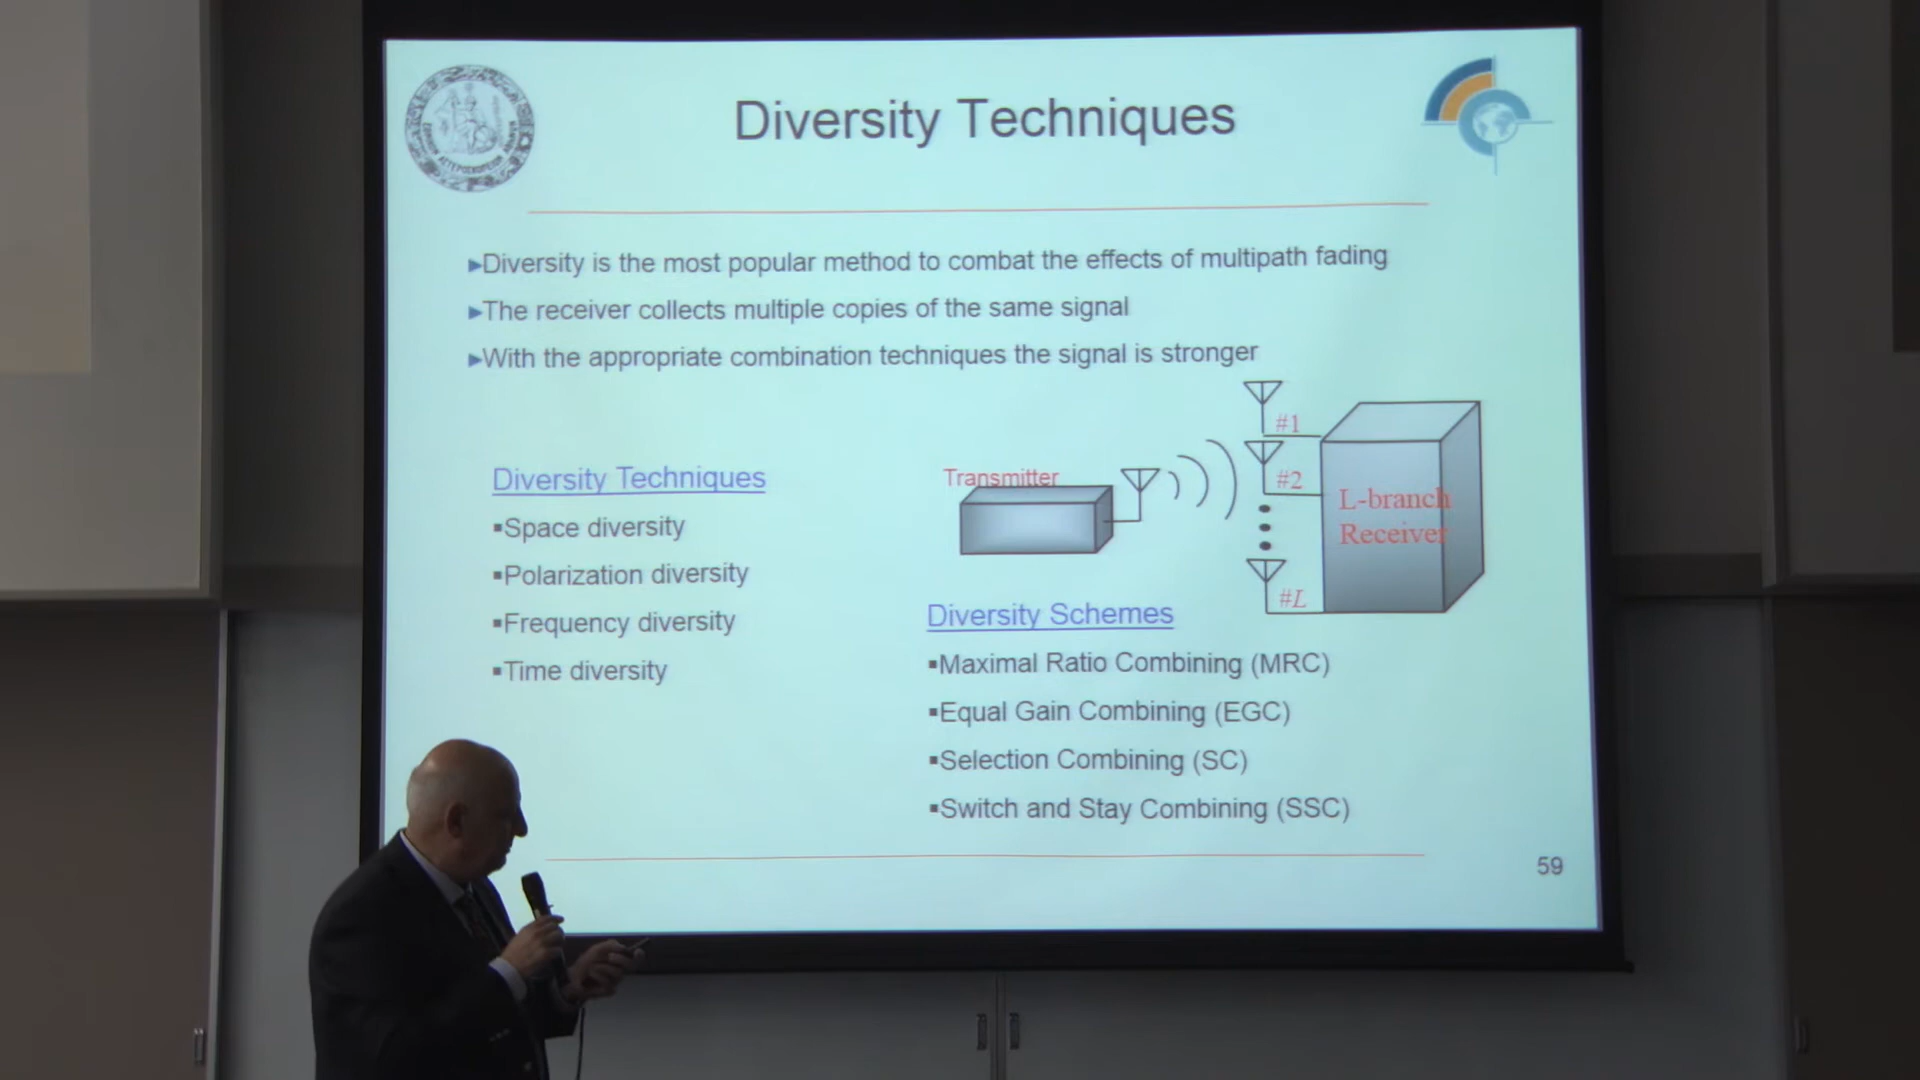 Diversity Techniques
►Diversity is the most popular method to combat the effects of multipath fading
►The receiver collects multiple copies of the same signal
►With the appropriate combination techniques the signal is stronger
Diversity Techniques
▪Space diversity
▪Polarization diversity
▪Frequency diversity
▪Time diversity
Transmitter
#1
#2
#L
L-branch
Receiver
Diversity Schemes
▪Maximal Ratio Combining (MRC)
▪Equal Gain Combining (EGC)
▪Selection Combining (SC)
▪Switch and Stay Combining (SSC)
59